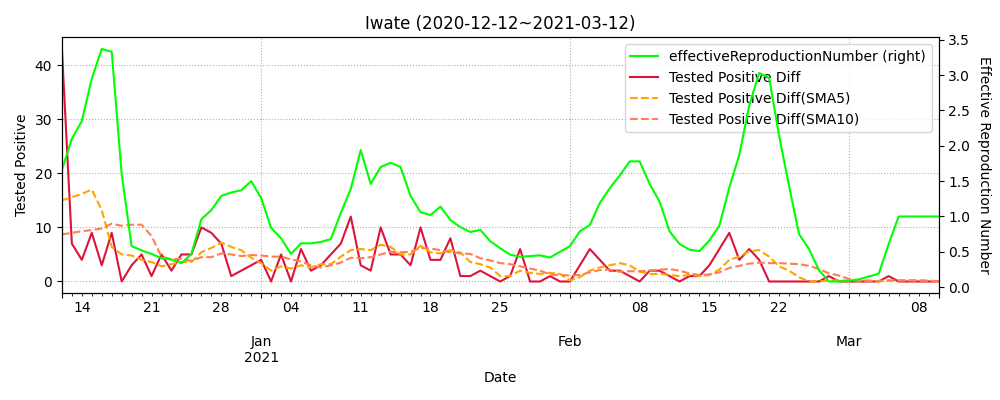 Iwate (2020-12-12~2021-03-12)
effectiveReproductionNumber (right)
Tested Positive Diff
Tested Positive Diff(SMA5)
Tested Positive Diff(SMA10)
Tested Positive
40
30
20
10
0
3.5
3.0
2.5
2.0
1.5
1.0
0.5
0.0
Effective Reproduction Number
14 21 28 04 11 18 25 08 15 22 08
Jan Feb Mar
2021
Date